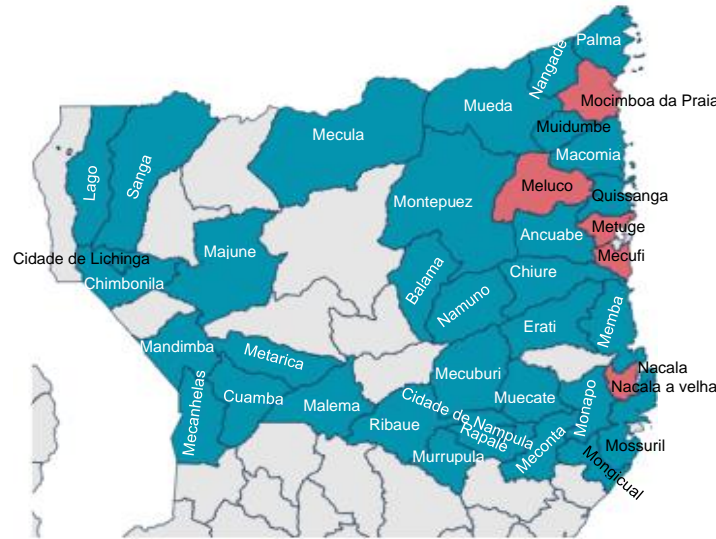 Palma
Nangade
Mueda
Mocimboa da Praia
Mecula
Muidumbe
Macomia
Lago
Sanga
Meluco
Montepuez
Quissanga
Metuge
Ancuabe
Majune
Cidade de Lichinga
Mecufi
Chiure
Chimbonila
Balama
Namuno
Memba
Erati
Mandimba
Metarica
Nacala
Mecuburi
Nacala a velha
Mecanhelas
Cuamba
Malema
Muecate
Monapo
Cidade de Nampula
Ribaue
Rapale
Meconta
Mossuril
Murrupula
Mongicual